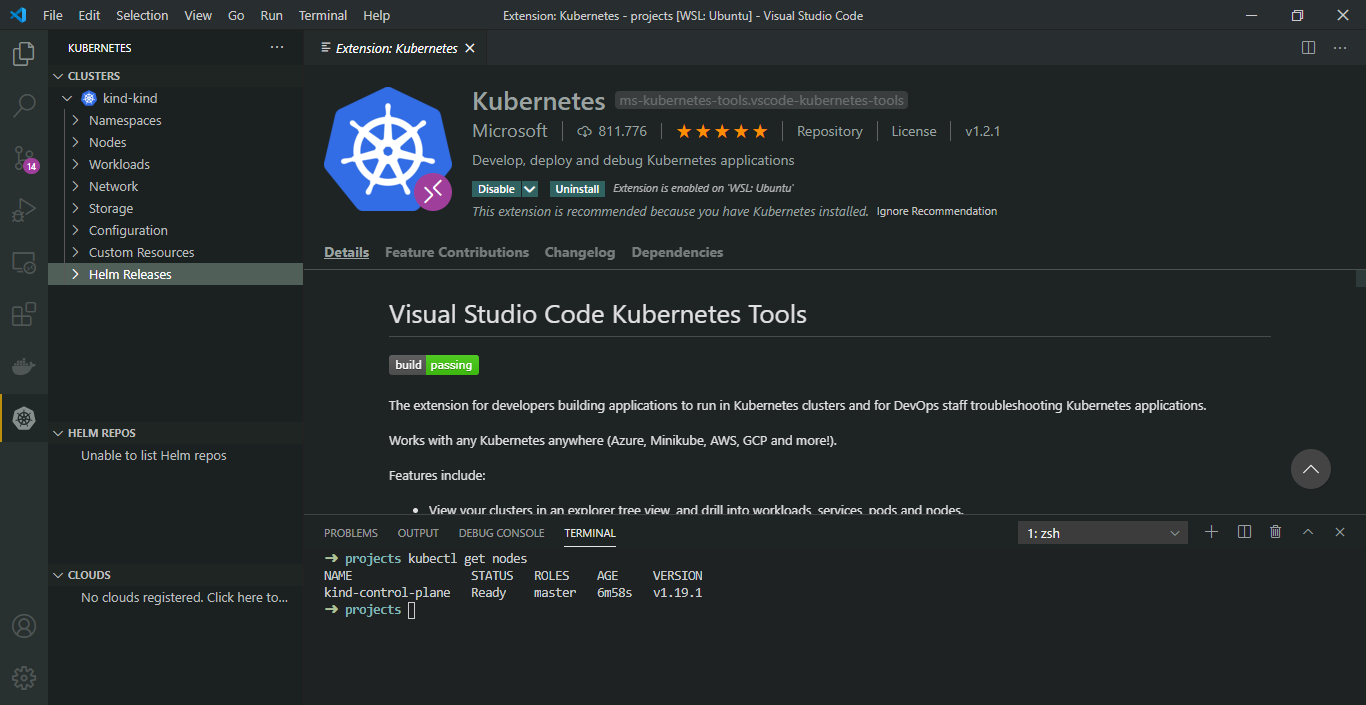 File Edit Selection View Go Run Terminal Help
Extension: Kubernetes - projects [WSL: Ubuntu] - Visual Studio Code
KUBERNETES
CLUSTERS
kind-kind
Namespaces
Nodes
Workloads
Network
Storage
Configuration
Custom Resources
Helm Releases
14
HELM REPOS
Unable to list Helm repos
CLOUDS
No clouds registered. Click here to...
Extension: Kubernetes
Kubernetes ms-kubernetes-tools.vscode-kubernetes-tools
Microsoft 811.776 Repository License v1.2.1
Develop, deploy and debug Kubernetes applications
Disable Uninstall Extension is enabled on 'WSL: Ubuntu'
This extension is recommended because you have Kubernetes installed. Ignore Recommendation
Details Feature Contributions Changelog Dependencies
Visual Studio Code Kubernetes Tools
build passing
The extension for developers building applications to run in Kubernetes clusters and for DevOps staff troubleshooting Kubernetes applications.
Works with any Kubernetes anywhere (Azure, Minikube, AWS, GCP and more!).
Features include:
• View your clusters in an explorer tree view, and drill into workloads, services, pods and nodes.
PROBLEMS OUTPUT DEBUG CONSOLE TERMINAL 1: zsh
➜ projects kubectl get nodes
NAME STATUS ROLES AGE VERSION
kind-control-plane Ready master 6m58s v1.19.1
➜ projects